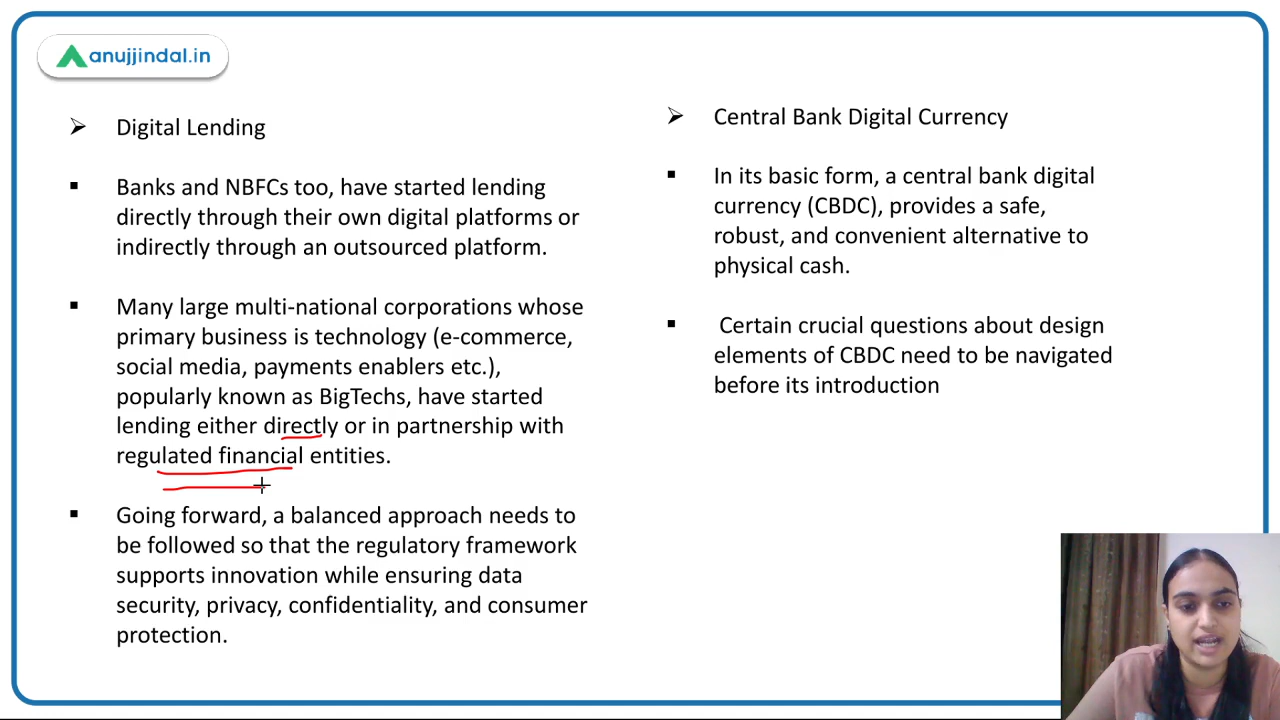 anujjindal.in
Digital Lending
Banks and NBFCs too, have started lending
directly through their own digital platforms or
indirectly through an outsourced platform.
Many large multi-national corporations whose
primary business is technology (e-commerce,
social media, payments enablers etc.),
popularly known as BigTechs, have started
lending either directly or in partnership with
regulated financial entities.
Going forward, a balanced approach needs to
be followed so that the regulatory framework
supports innovation while ensuring data
security, privacy, confidentiality, and consumer
protection.
Central Bank Digital Currency
In its basic form, a central bank digital
currency (CBDC), provides a safe,
robust, and convenient alternative to
physical cash.
Certain crucial questions about design
elements of CBDC need to be navigated
before its introduction